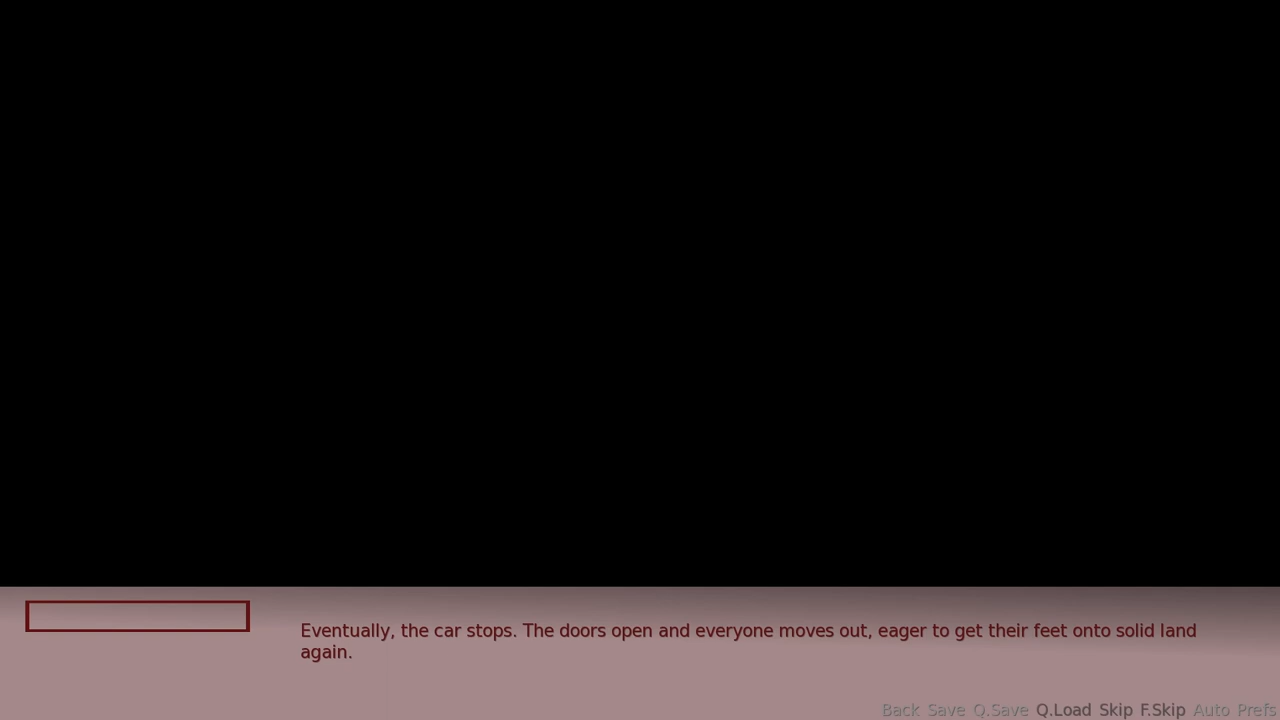 Eventually, the car stops. The doors open and everyone moves out, eager to get their feet onto solid land
again.
Back Save Q.Save Q.Load Skip F.Skip Auto Prefs